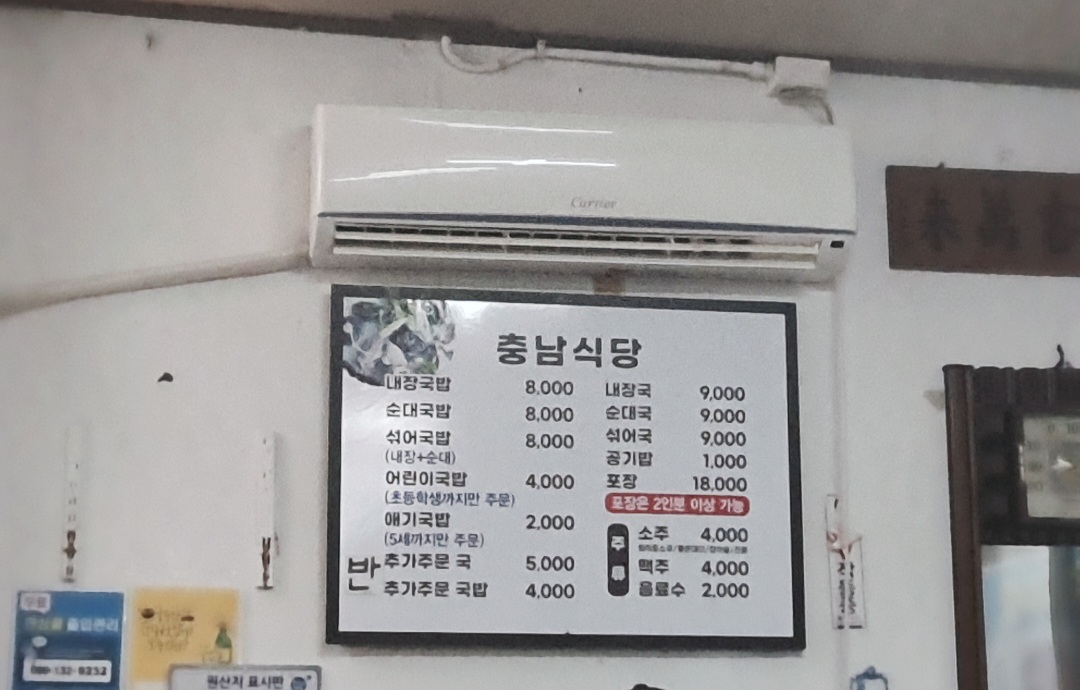 Carrier
충남식당
내장국밥 8,000
순대국밥 8,000
섞어국밥 8,000
(내장+순대)
어린이국밥 4,000
(초등학생까지만 주문)
애기국밥 2,000
(5세까지만 주문)
반 추가주문 국 5,000
추가주문 국밥 4,000
내장국 9,000
순대국 9,000
섞어국 9,000
공기밥 1,000
포장 18,000
포장은 2인분 이상 가능
주류
소주 4,000
맥주 4,000
음료수 2,000
무료
출입관리
원산지 표시판